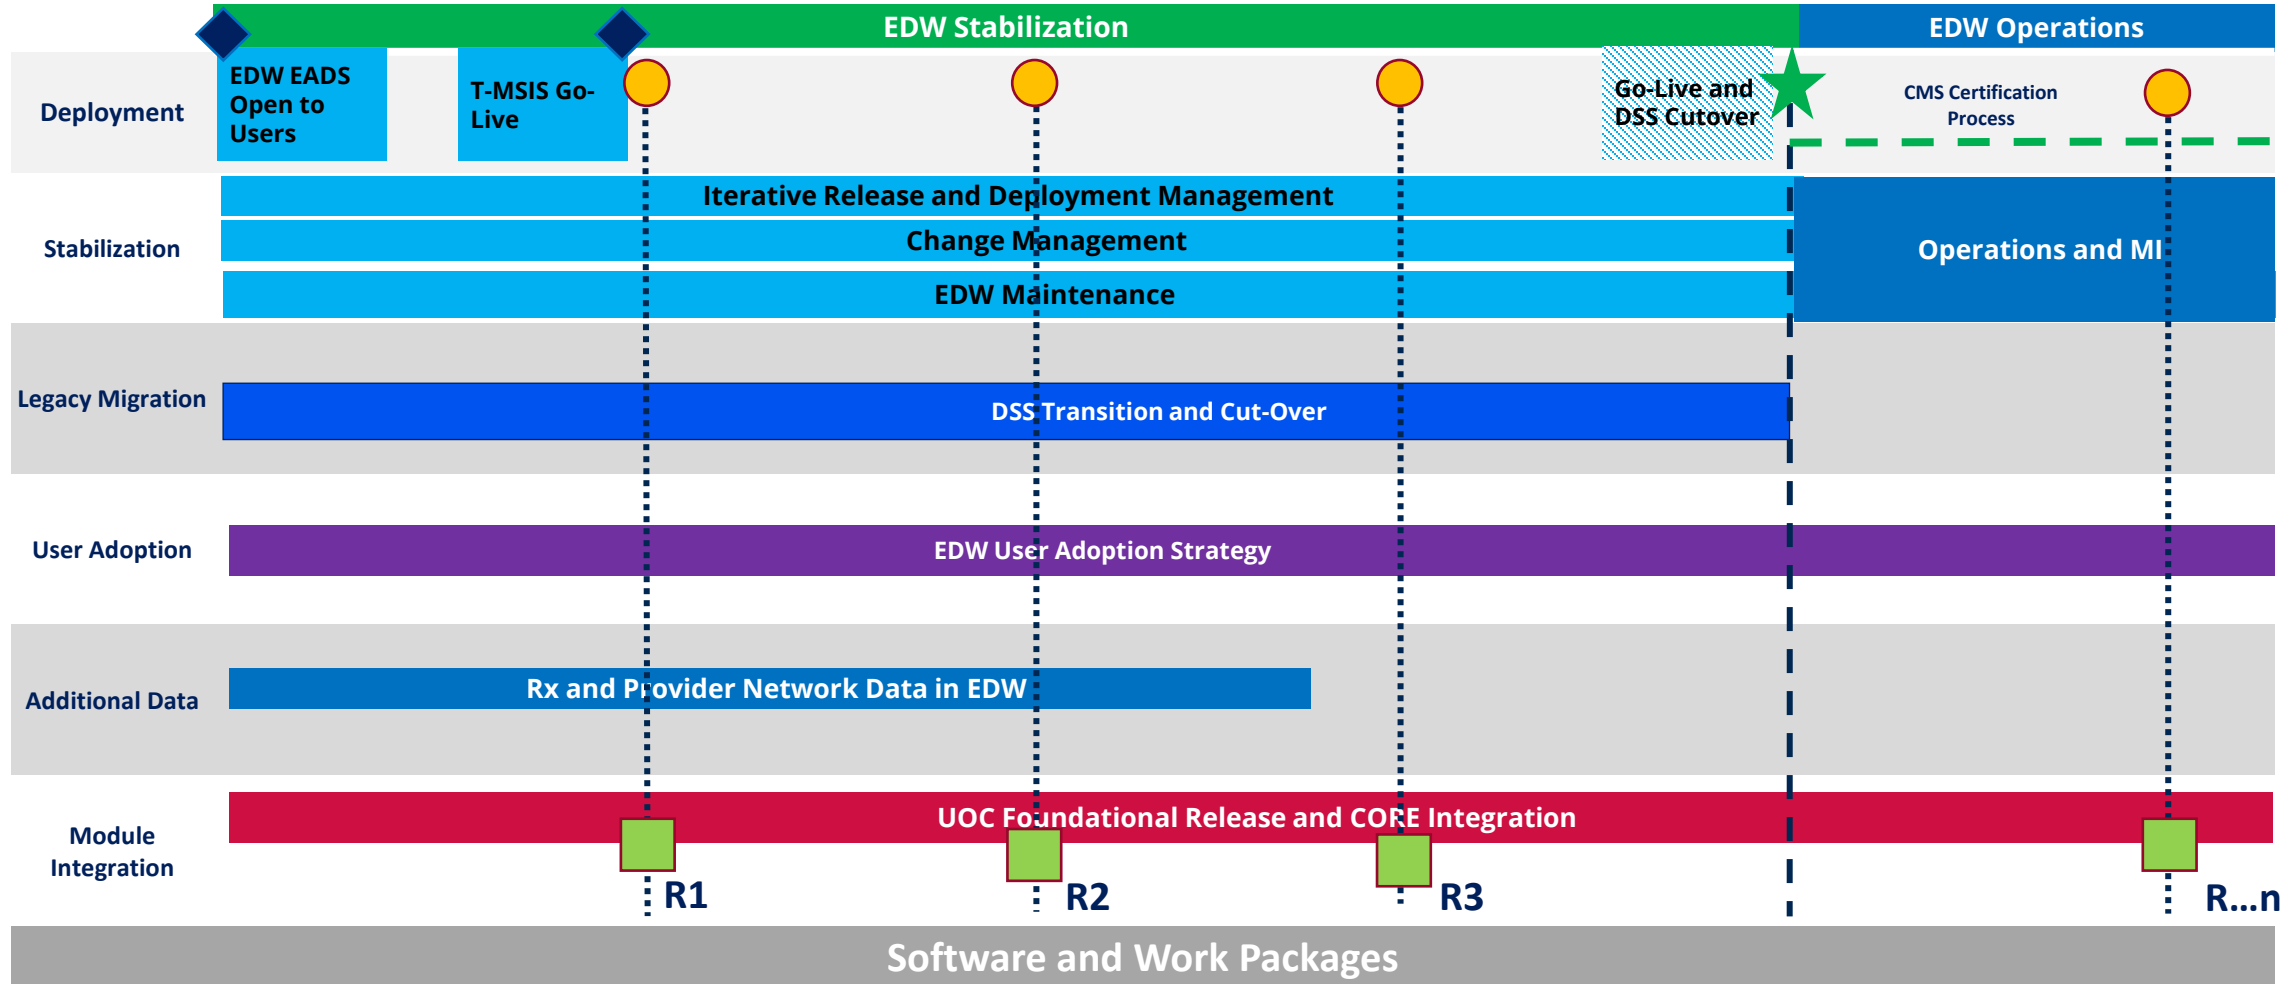 EDW Stabilization
EDW Operations
Deployment
EDW EADS
Open to
Users
T-MSIS Go-
Live
Go-Live and
DSS Cutover
CMS Certification
Process
Stabilization
Iterative Release and Deployment Management
Change Management
EDW Maintenance
Operations and MI
Legacy Migration
DSS Transition and Cut-Over
User Adoption
EDW User Adoption Strategy
Additional Data
Rx and Provider Network Data in EDW
Module
Integration
UOC Foundational Release and CORE Integration
R1
R2
R3
R...n
Software and Work Packages